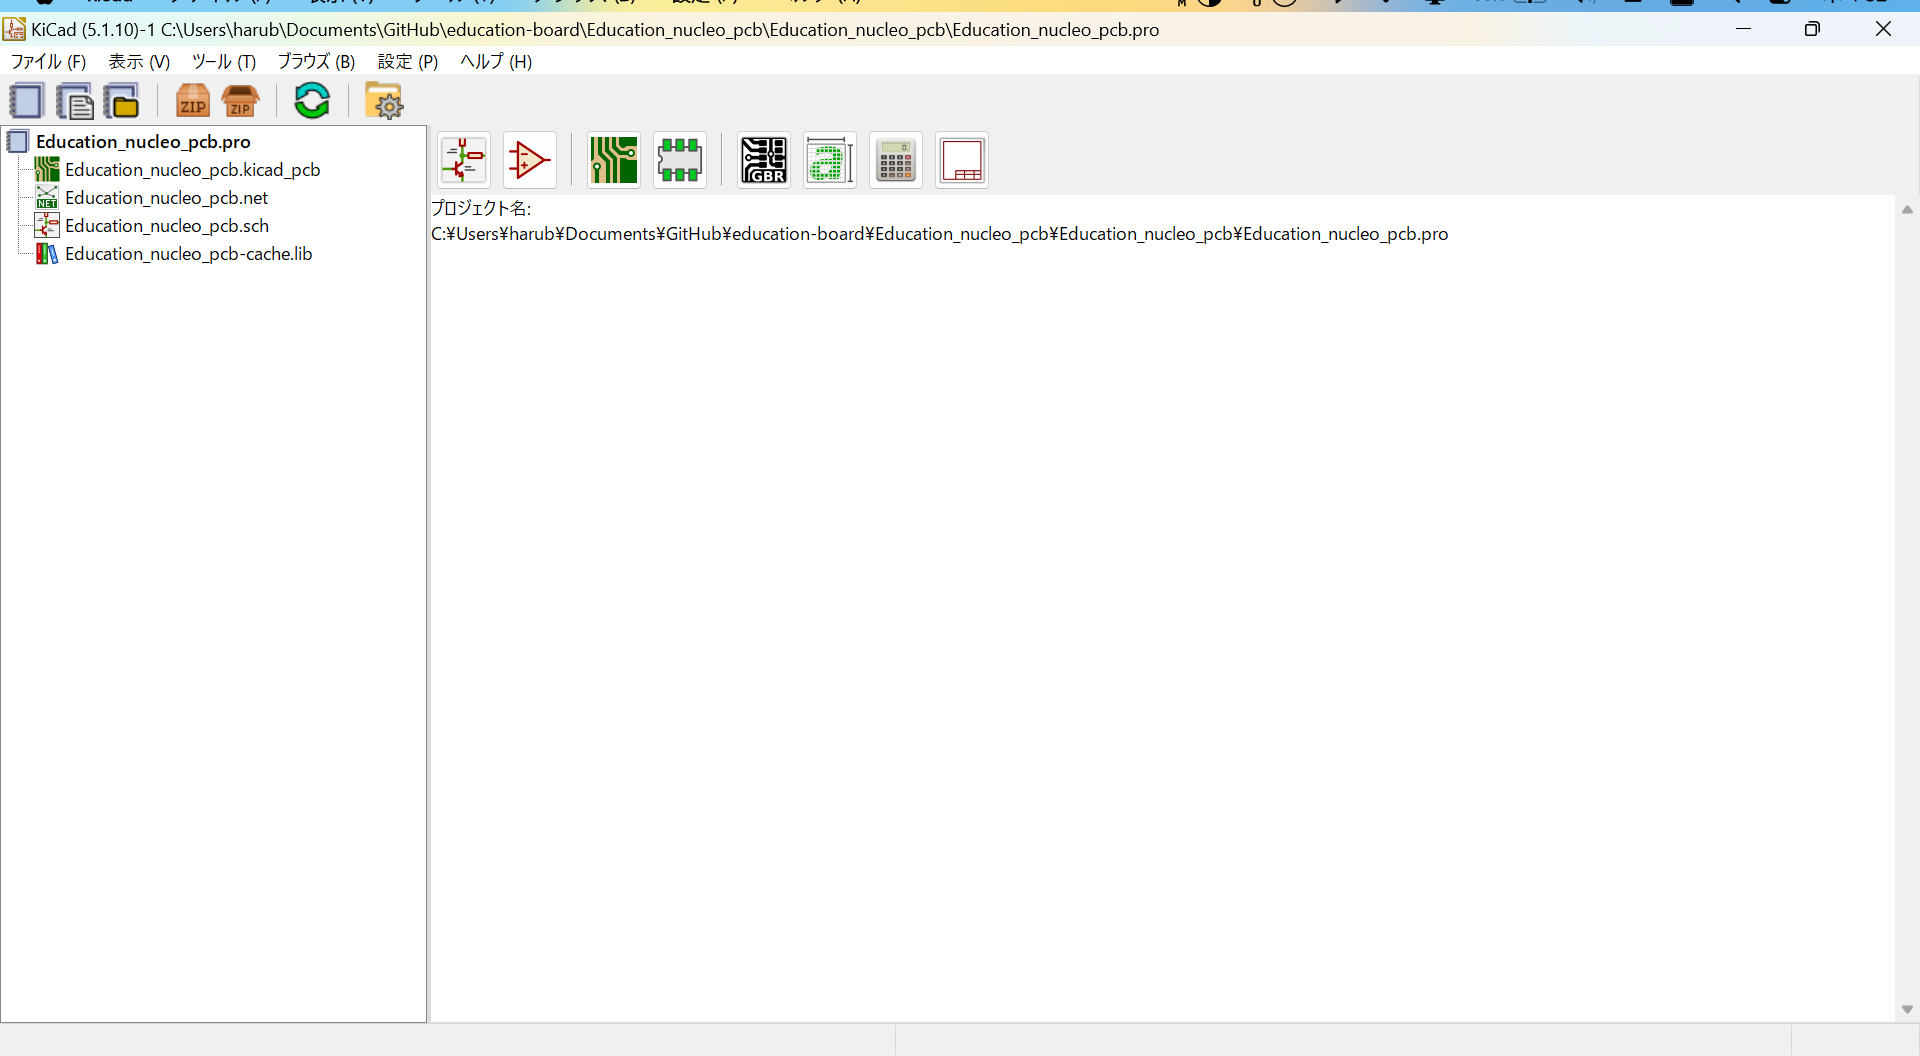 KiCad (5.1.10)-1 C:\Users\harub\Documents\GitHub\education-board\Education_nucleo_pcb\Education_nucleo_pcb\Education_nucleo_pcb.pro
ファイル (F) 表示 (V) ツール (T) ブラウズ (B) 設定 (P) ヘルプ (H)
ZIP ZIP
Education_nucleo_pcb.pro
Education_nucleo_pcb.kicad_pcb
NET Education_nucleo_pcb.net
Education_nucleo_pcb.sch
Education_nucleo_pcb-cache.lib
GBR a 0.
プロジェクト名:
C:¥Users¥harub¥Documents¥GitHub¥education-board¥Education_nucleo_pcb¥Education_nucleo_pcb¥Education_nucleo_pcb.pro